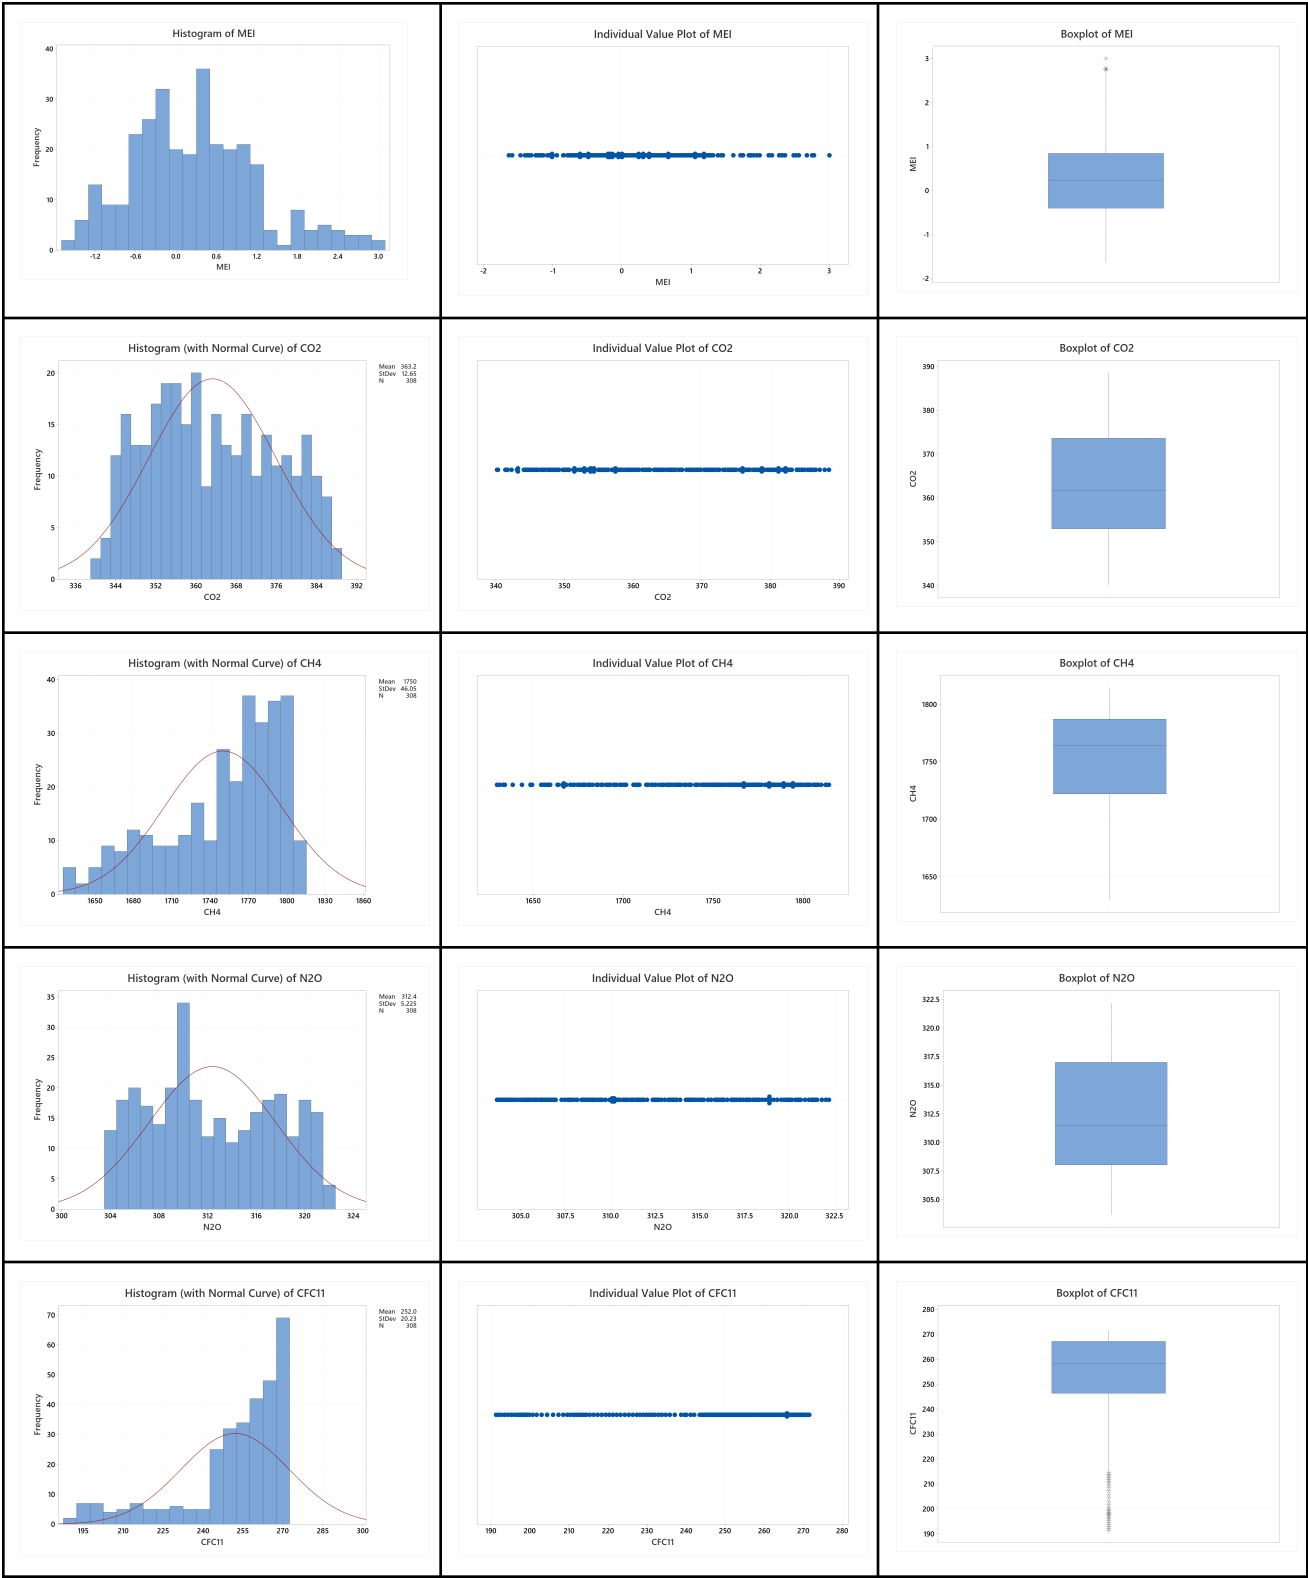 Histogram of MEI
40
30
20
10
0
Frequency
-1.2 -0.6 0.0 0.6 1.2 1.8 2.4 3.0
MEI
Individual Value Plot of MEI
-2 -1 0 1 2 3
MEI
Boxplot of MEI
3
2
1
0
-1
-2
MEI
Histogram (with Normal Curve) of CO2
Mean 363.2
StDev 12.65
N 308
20
15
10
5
0
Frequency
336 344 352 360 368 376 384 392
CO2
Individual Value Plot of CO2
340 350 360 370 380 390
CO2
Boxplot of CO2
390
380
370
360
350
340
CO2
Histogram (with Normal Curve) of CH4
Mean 1750
StDev 46.05
N 308
40
30
20
10
0
Frequency
1650 1680 1710 1740 1770 1800 1830 1860
CH4
Individual Value Plot of CH4
1650 1700 1750 1800
CH4
Boxplot of CH4
1800
1750
1700
1650
CH4
Histogram (with Normal Curve) of N2O
Mean 312.4
StDev 5.225
N 308
35
30
25
20
15
10
5
0
Frequency
300 304 308 312 316 320 324
N2O
Individual Value Plot of N2O
305.0 307.5 310.0 312.5 315.0 317.5 320.0 322.5
N2O
Boxplot of N2O
322.5
320.0
317.5
315.0
312.5
310.0
307.5
305.0
N2O
Histogram (with Normal Curve) of CFC11
Mean 252.0
StDev 20.23
N 308
70
60
50
40
30
20
10
0
Frequency
195 210 225 240 255 270 285 300
CFC11
Individual Value Plot of CFC11
190 200 210 220 230 240 250 260 270 280
CFC11
Boxplot of CFC11
280
270
260
250
240
230
220
210
200
190
CFC11